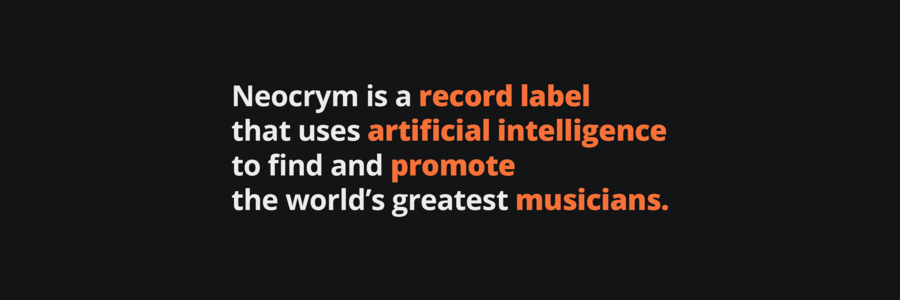 Neocrym is a record label
that uses artificial intelligence
to find and promote
the world’s greatest musicians.